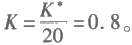 K = K*/20 = 0.8。